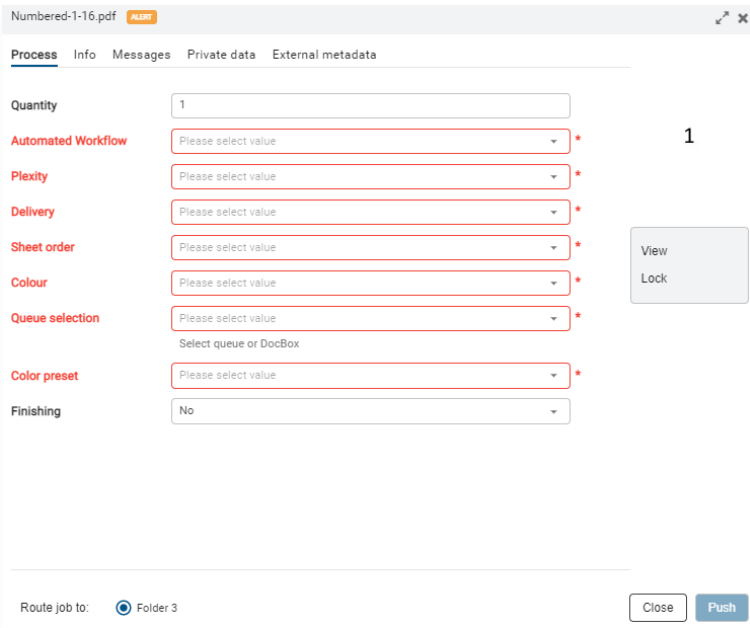 Numbered-1-16.pdf ALERT
Process Info Messages Private data External metadata
Quantity 1
Automated Workflow Please select value *
1
Plexity Please select value *
Delivery Please select value *
Sheet order Please select value *
View
Colour Please select value *
Lock
Queue selection Please select value *
Select queue or DocBox
Color preset Please select value *
Finishing No
Route job to: Folder 3 Close Push